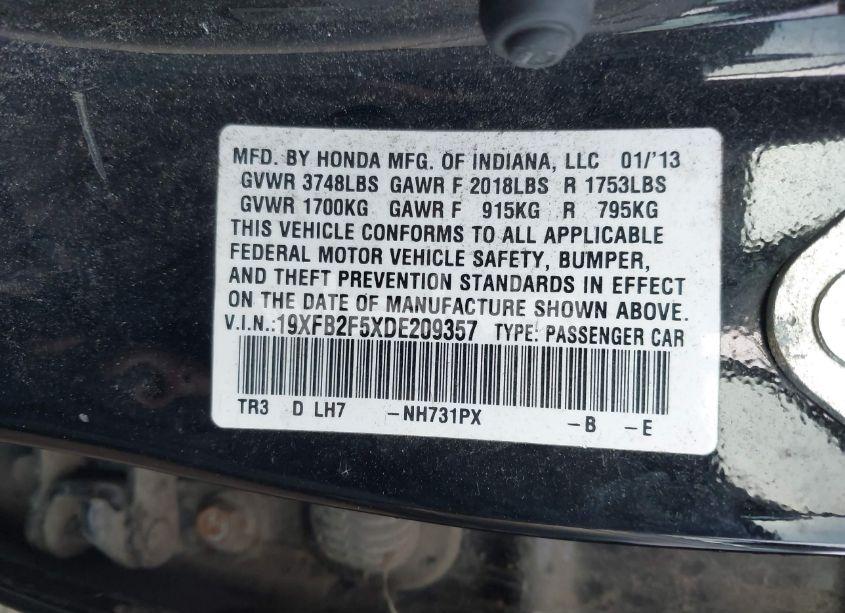 MFD. BY HONDA MFG. OF INDIANA, LLC 01/'13
GVWR 3748LBS GAWR F 2018LBS R 1753LBS
GVWR 1700KG GAWR F 915KG R 795KG
THIS VEHICLE CONFORMS TO ALL APPLICABLE
FEDERAL MOTOR VEHICLE SAFETY, BUMPER,
AND THEFT PREVENTION STANDARDS IN EFFECT
ON THE DATE OF MANUFACTURE SHOWN ABOVE.
V.I.N.:19XFB2F5XDE209357 TYPE: PASSENGER CAR
TR3 D LH7 -NH731PX -B -E